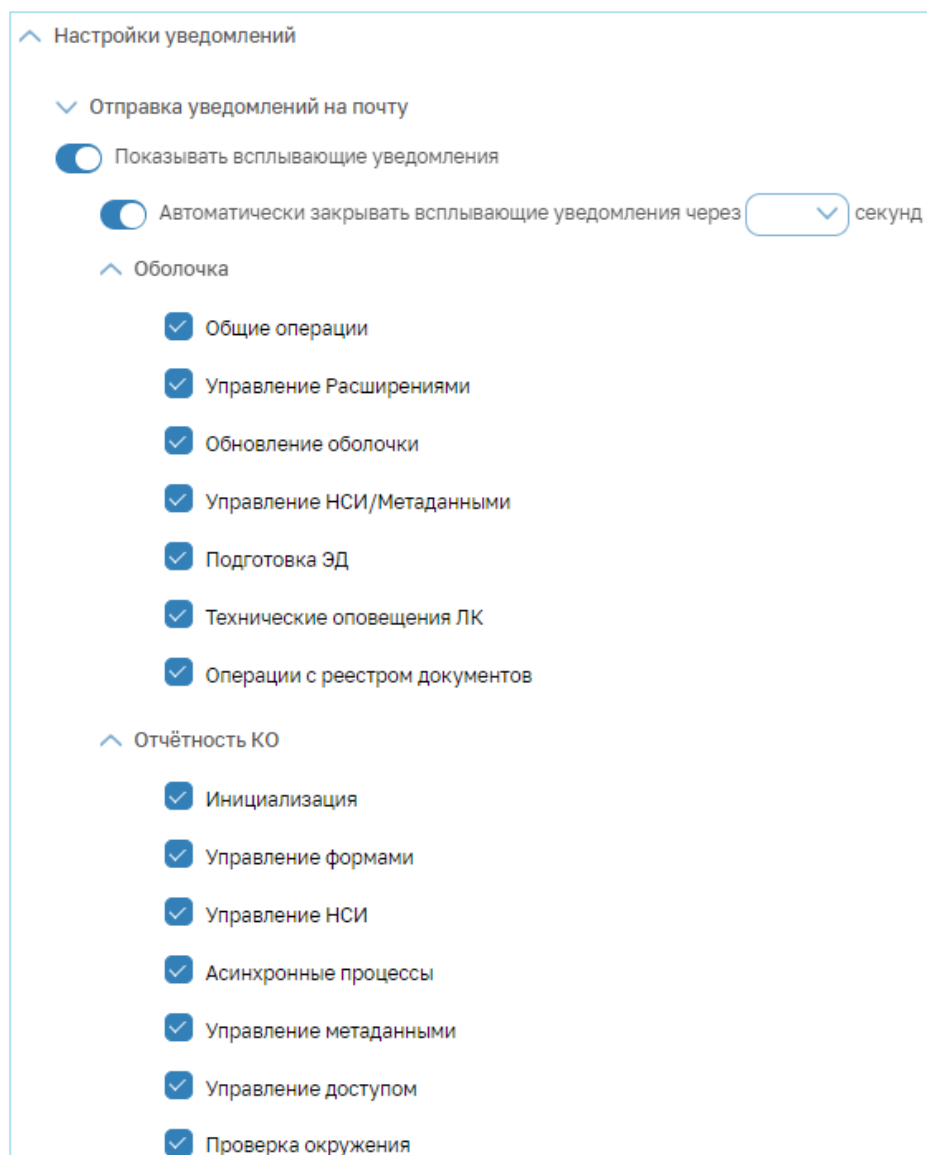 Настройки уведомлений
Отправка уведомлений на почту
Показывать всплывающие уведомления
Автоматически закрывать всплывающие уведомления через секунд
Оболочка
Общие операции
Управление Расширениями
Обновление оболочки
Управление НСИ/Метаданными
Подготовка ЭД
Технические оповещения ЛК
Операции с реестром документов
Отчётность КО
Инициализация
Управление формами
Управление НСИ
Асинхронные процессы
Управление метаданными
Управление доступом
Проверка окружения